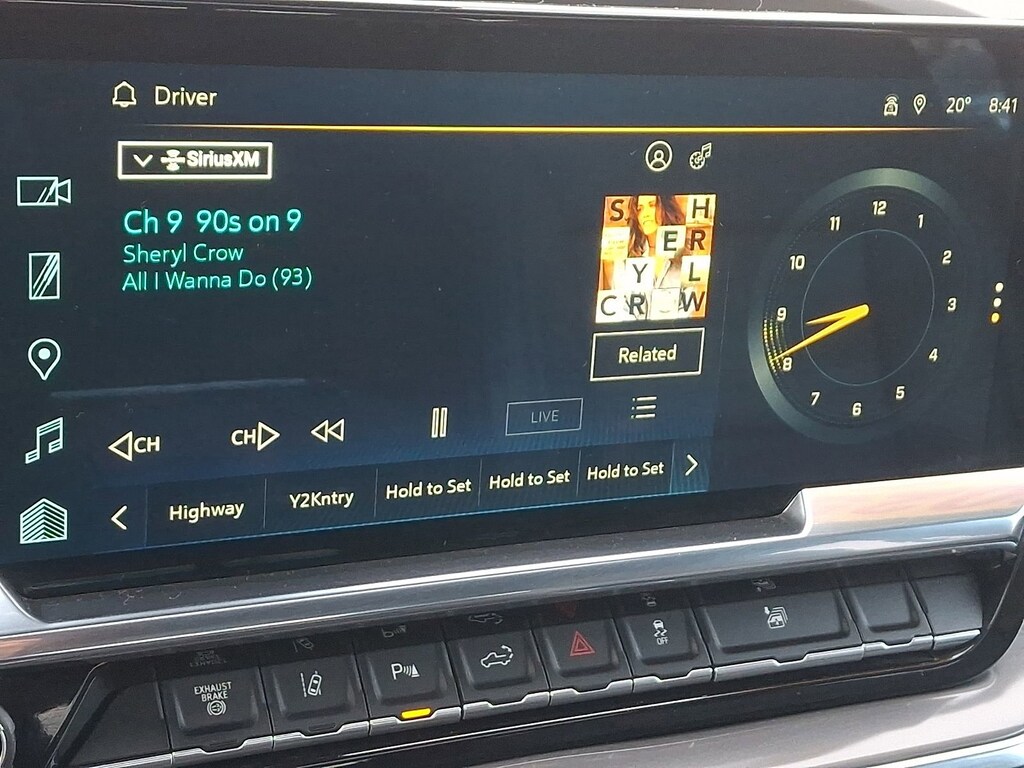 Driver
20° 8:41
SiriusXM
Ch 9 90s on 9
Sheryl Crow
All I Wanna Do (93)
S H
E R
Y L
CROW
Related
12
11 1
10 2
9 3
8 4
7 5
6
CH CH LIVE
Highway Y2Kntry Hold to Set Hold to Set Hold to Set
EXHAUST
BRAKE
P
OFF